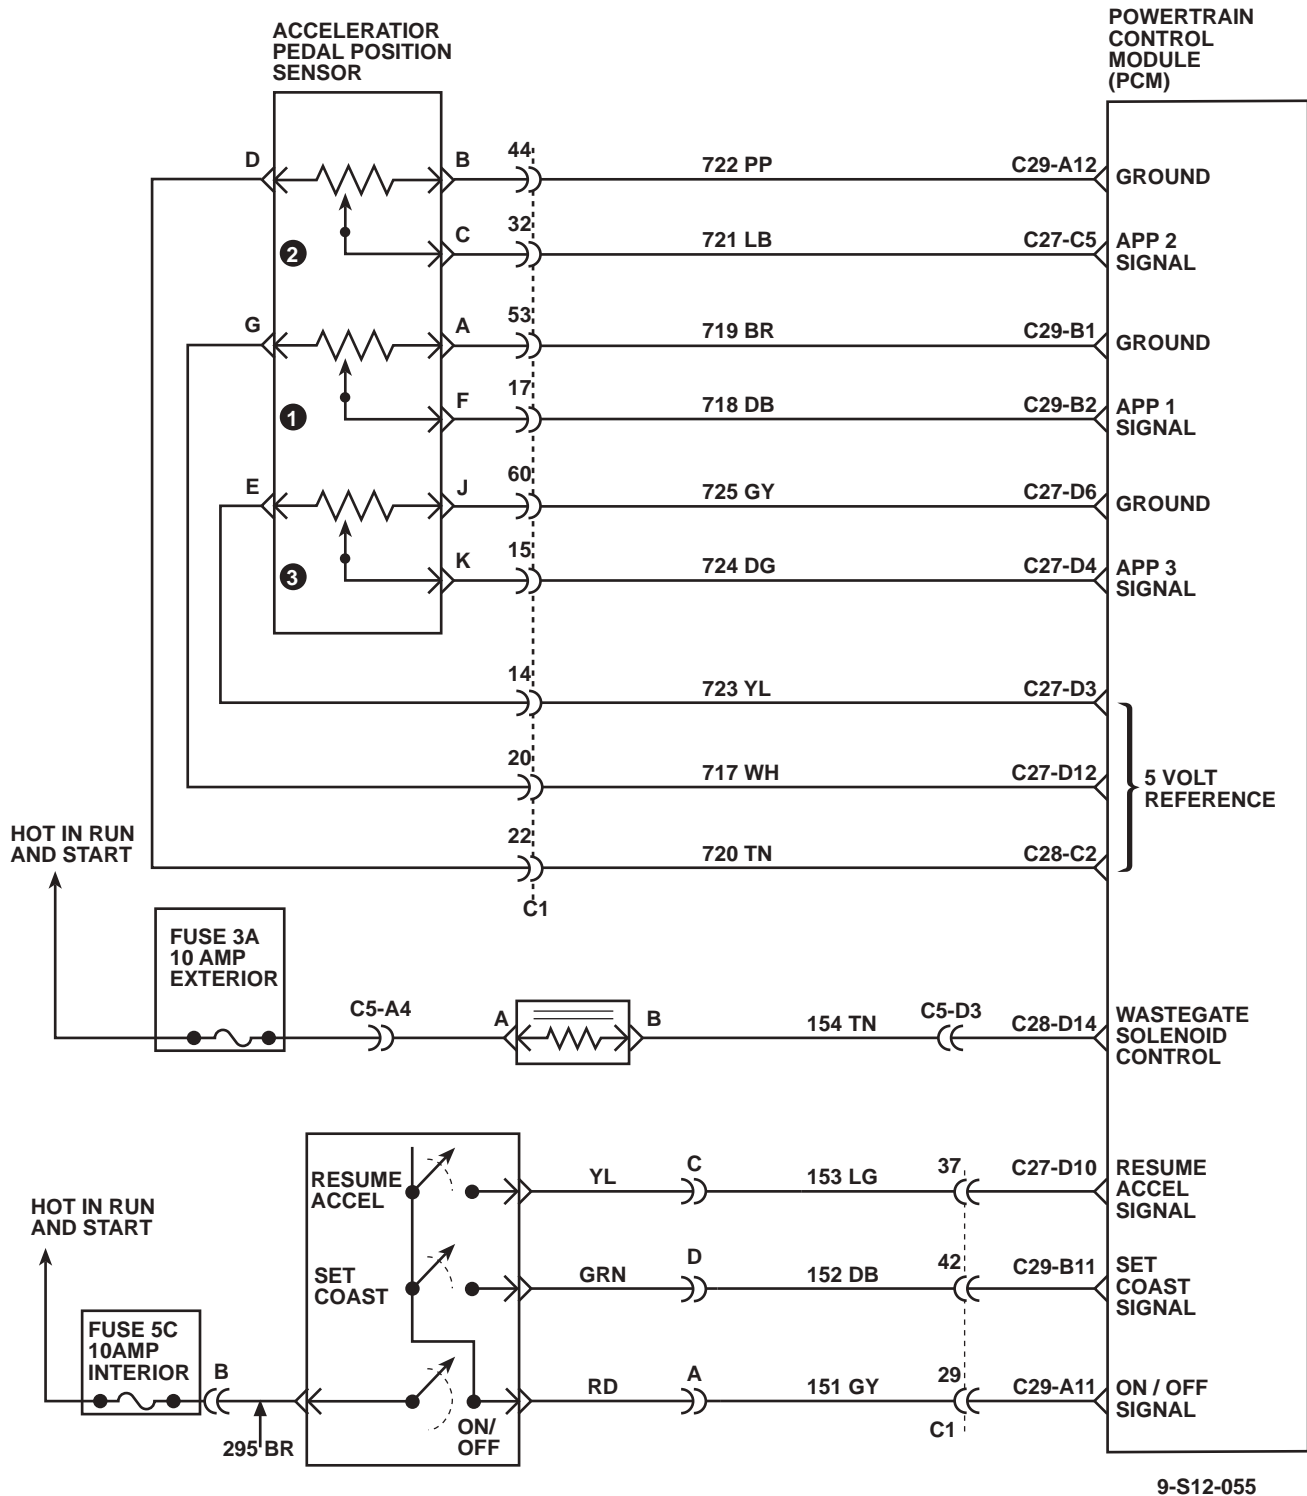 ACCELERATIOR
PEDAL POSITION
SENSOR
POWERTRAIN
CONTROL
MODULE
(PCM)
D
B
44
722 PP
C29-A12
GROUND
2
C
32
721 LB
C27-C5
APP 2
SIGNAL
G
A
53
719 BR
C29-B1
GROUND
1
F
17
718 DB
C29-B2
APP 1
SIGNAL
E
J
60
725 GY
C27-D6
GROUND
3
K
15
724 DG
C27-D4
APP 3
SIGNAL
14
723 YL
C27-D3
20
717 WH
C27-D12
5 VOLT
REFERENCE
22
720 TN
C28-C2
C1
HOT IN RUN
AND START
FUSE 3A
10 AMP
EXTERIOR
C5-A4
A
B
154 TN
C5-D3
C28-D14
WASTEGATE
SOLENOID
CONTROL
RESUME
ACCEL
YL
C
153 LG
37
C27-D10
RESUME
ACCEL
SIGNAL
HOT IN RUN
AND START
SET
COAST
GRN
D
152 DB
42
C29-B11
SET
COAST
SIGNAL
FUSE 5C
10AMP
INTERIOR
B
295 BR
ON/
OFF
RD
A
151 GY
29
C1
C29-A11
ON / OFF
SIGNAL
9-S12-055